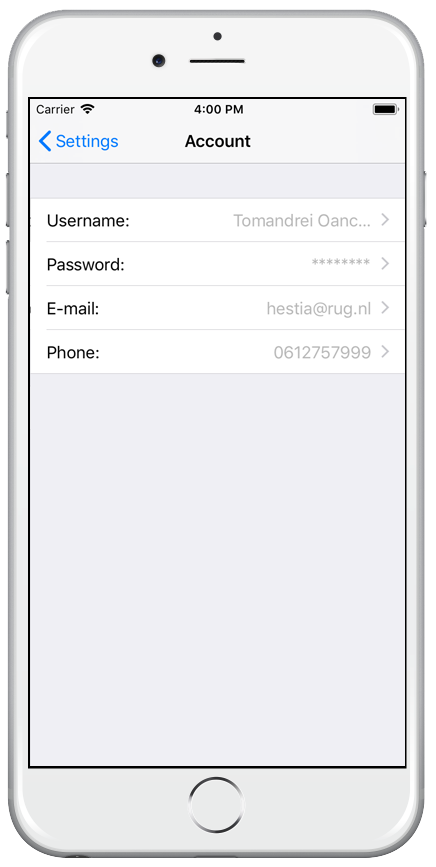 Carrier 4:00 PM
Settings Account
Username: Tomandrei Oanc...
Password: ********
E-mail: hestia@rug.nl
Phone: 0612757999